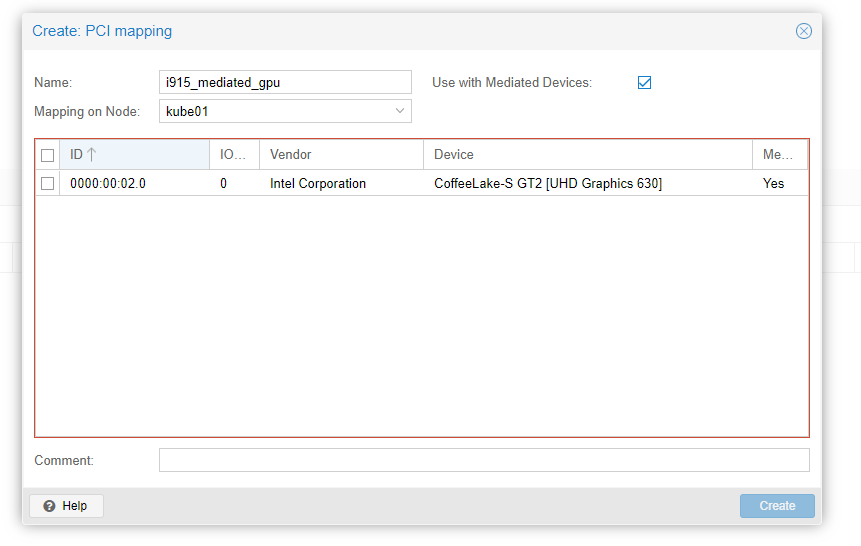 Create: PCI mapping
Name: i915_mediated_gpu Use with Mediated Devices:
Mapping on Node: kube01
ID IO... Vendor Device Me...
0000:00:02.0 0 Intel Corporation CoffeeLake-S GT2 [UHD Graphics 630] Yes
Comment:
Help Create